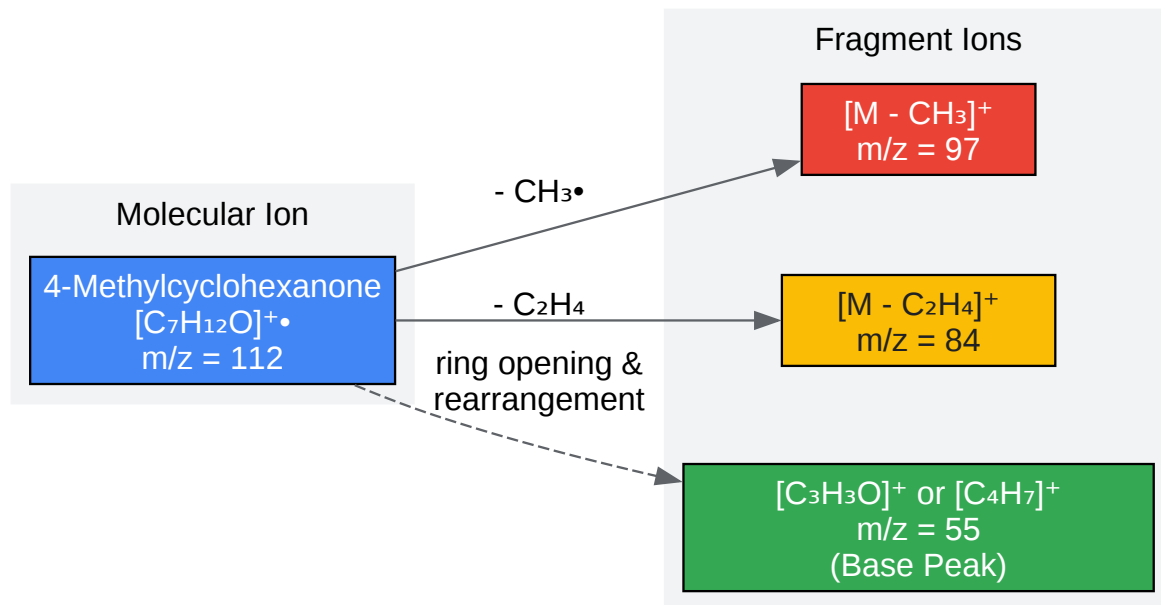 Molecular Ion
4-Methylcyclohexanone
[C₇H₁₂O]⁺•
m/z = 112
- CH₃•
- C₂H₄
ring opening &
rearrangement
Fragment Ions
[M - CH₃]⁺
m/z = 97
[M - C₂H₄]⁺
m/z = 84
[C₃H₃O]⁺ or [C₄H₇]⁺
m/z = 55
(Base Peak)